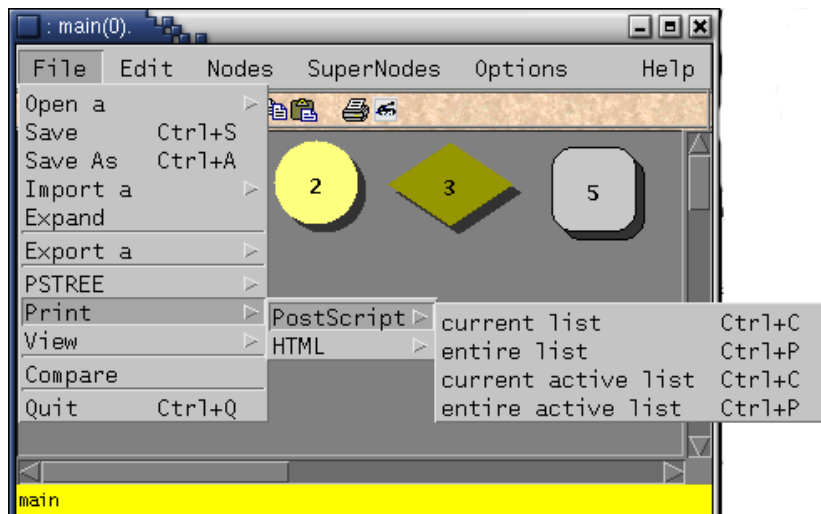 : main(0).
File Edit Nodes SuperNodes Options Help
Open a
Save Ctrl+S
Save As Ctrl+A
Import a
Expand
Export a
PSTREE
Print
View
Compare
Quit Ctrl+Q
2 3 5
PostScript
HTML
current list Ctrl+C
entire list Ctrl+P
current active list Ctrl+C
entire active list Ctrl+P
main